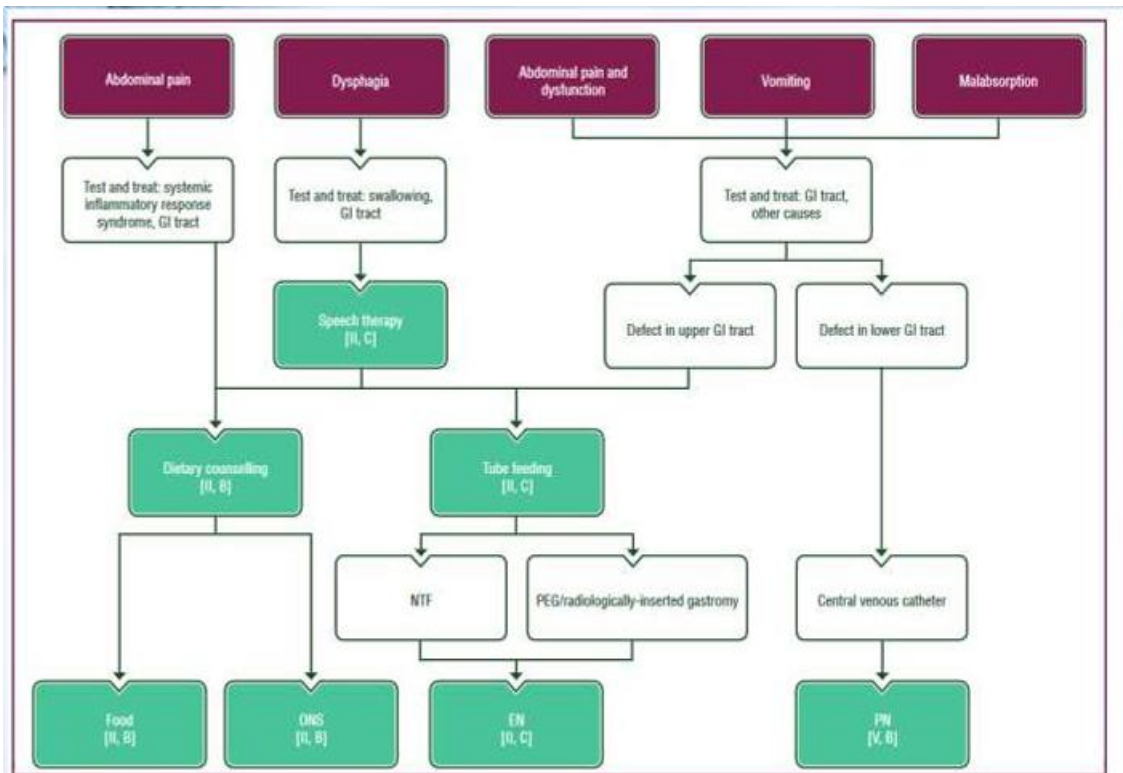 Abdominal pain
Dysphagia
Abdominal pain and
dysfunction
Vomiting
Malabsorption
Test and treat: systemic
inflammatory response
syndrome, GI tract
Test and treat: swallowing,
GI tract
Test and treat: GI tract,
other causes
Speech therapy
[II, C]
Defect in upper GI tract
Defect in lower GI tract
Dietary counselling
[II, B]
Tube feeding
[II, C]
NTF
PEG/radiologically-inserted gastromy
Central venous catheter
Food
[II, B]
ONS
[II, B]
EN
[II, C]
PN
[V, B]